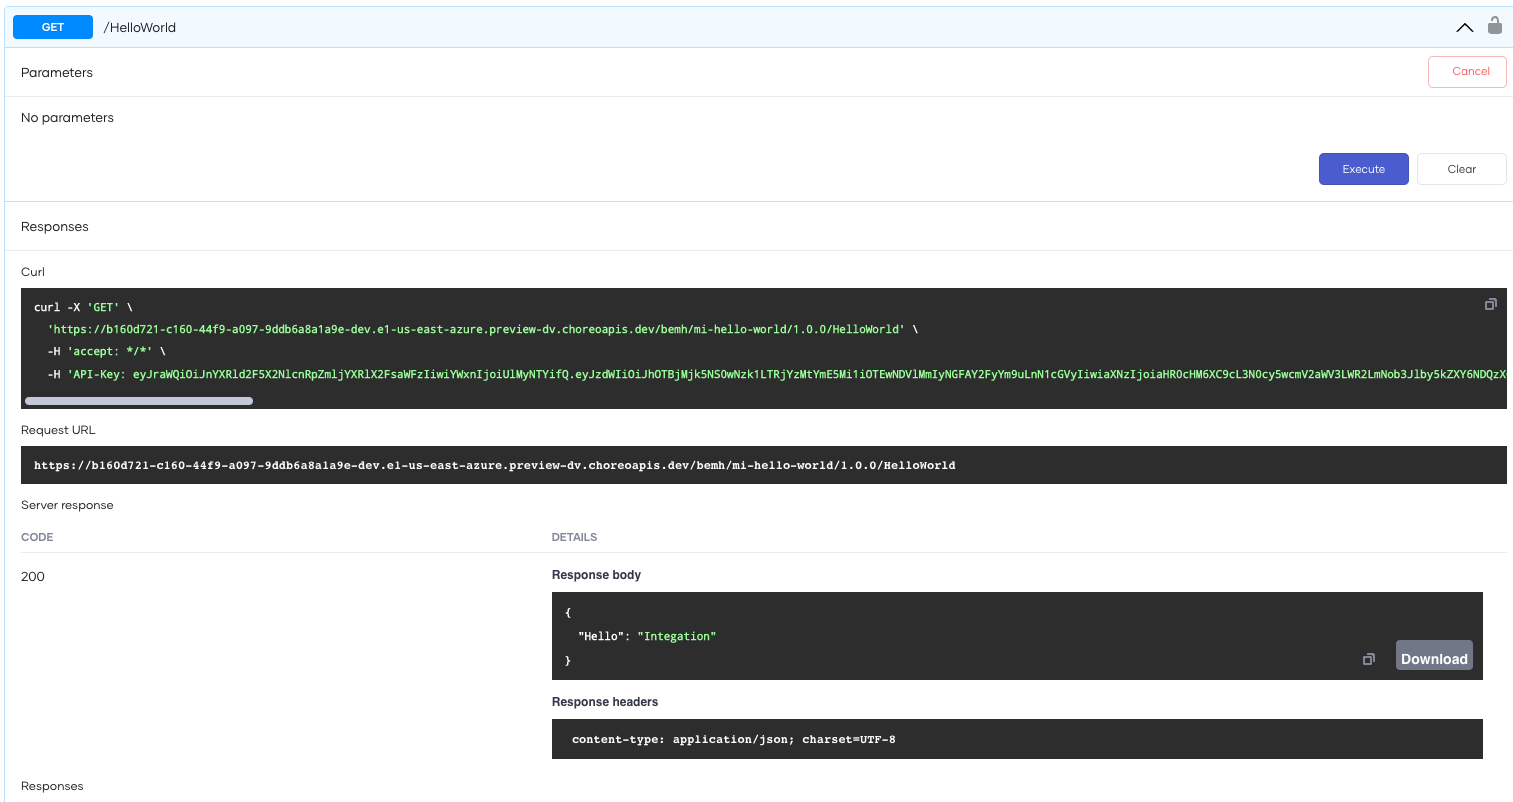 GET /HelloWorld
Parameters
Cancel
No parameters
Execute
Clear
Responses
Curl
curl -X 'GET' \
'https://b160d721-c160-44f9-a097-9ddb6a8a1a9e-dev.e1-us-east-azure.preview-dv.choreoapis.dev/bemh/mi-hello-world/1.0.0/HelloWorld' \
-H 'accept: */*' \
-H 'API-Key: eyJraWQiOiJnYXRld2F5X2NlcnRpZmljYXRlX2FsaWFzIiwiYWxnIjoiUlMyNTYifQ.eyJzdWIiOiJhOTBjMjk5NS0wNzk1LTRjYzMtYmE5Mi1iOTEwNDVlMmIyNGFAY2FyYm9uLnN1cGVyIiwiaXNzIjoiaHR0cHM6XC9cL3N0cy5wcmV2aWV3LWR2LmNob3Jlby5kZXY6NDQzX
Request URL
https://b160d721-c160-44f9-a097-9ddb6a8a1a9e-dev.e1-us-east-azure.preview-dv.choreoapis.dev/bemh/mi-hello-world/1.0.0/HelloWorld
Server response
CODE
DETAILS
200
Response body
{
"Hello": "Integation"
}
Download
Response headers
content-type: application/json; charset=UTF-8
Responses